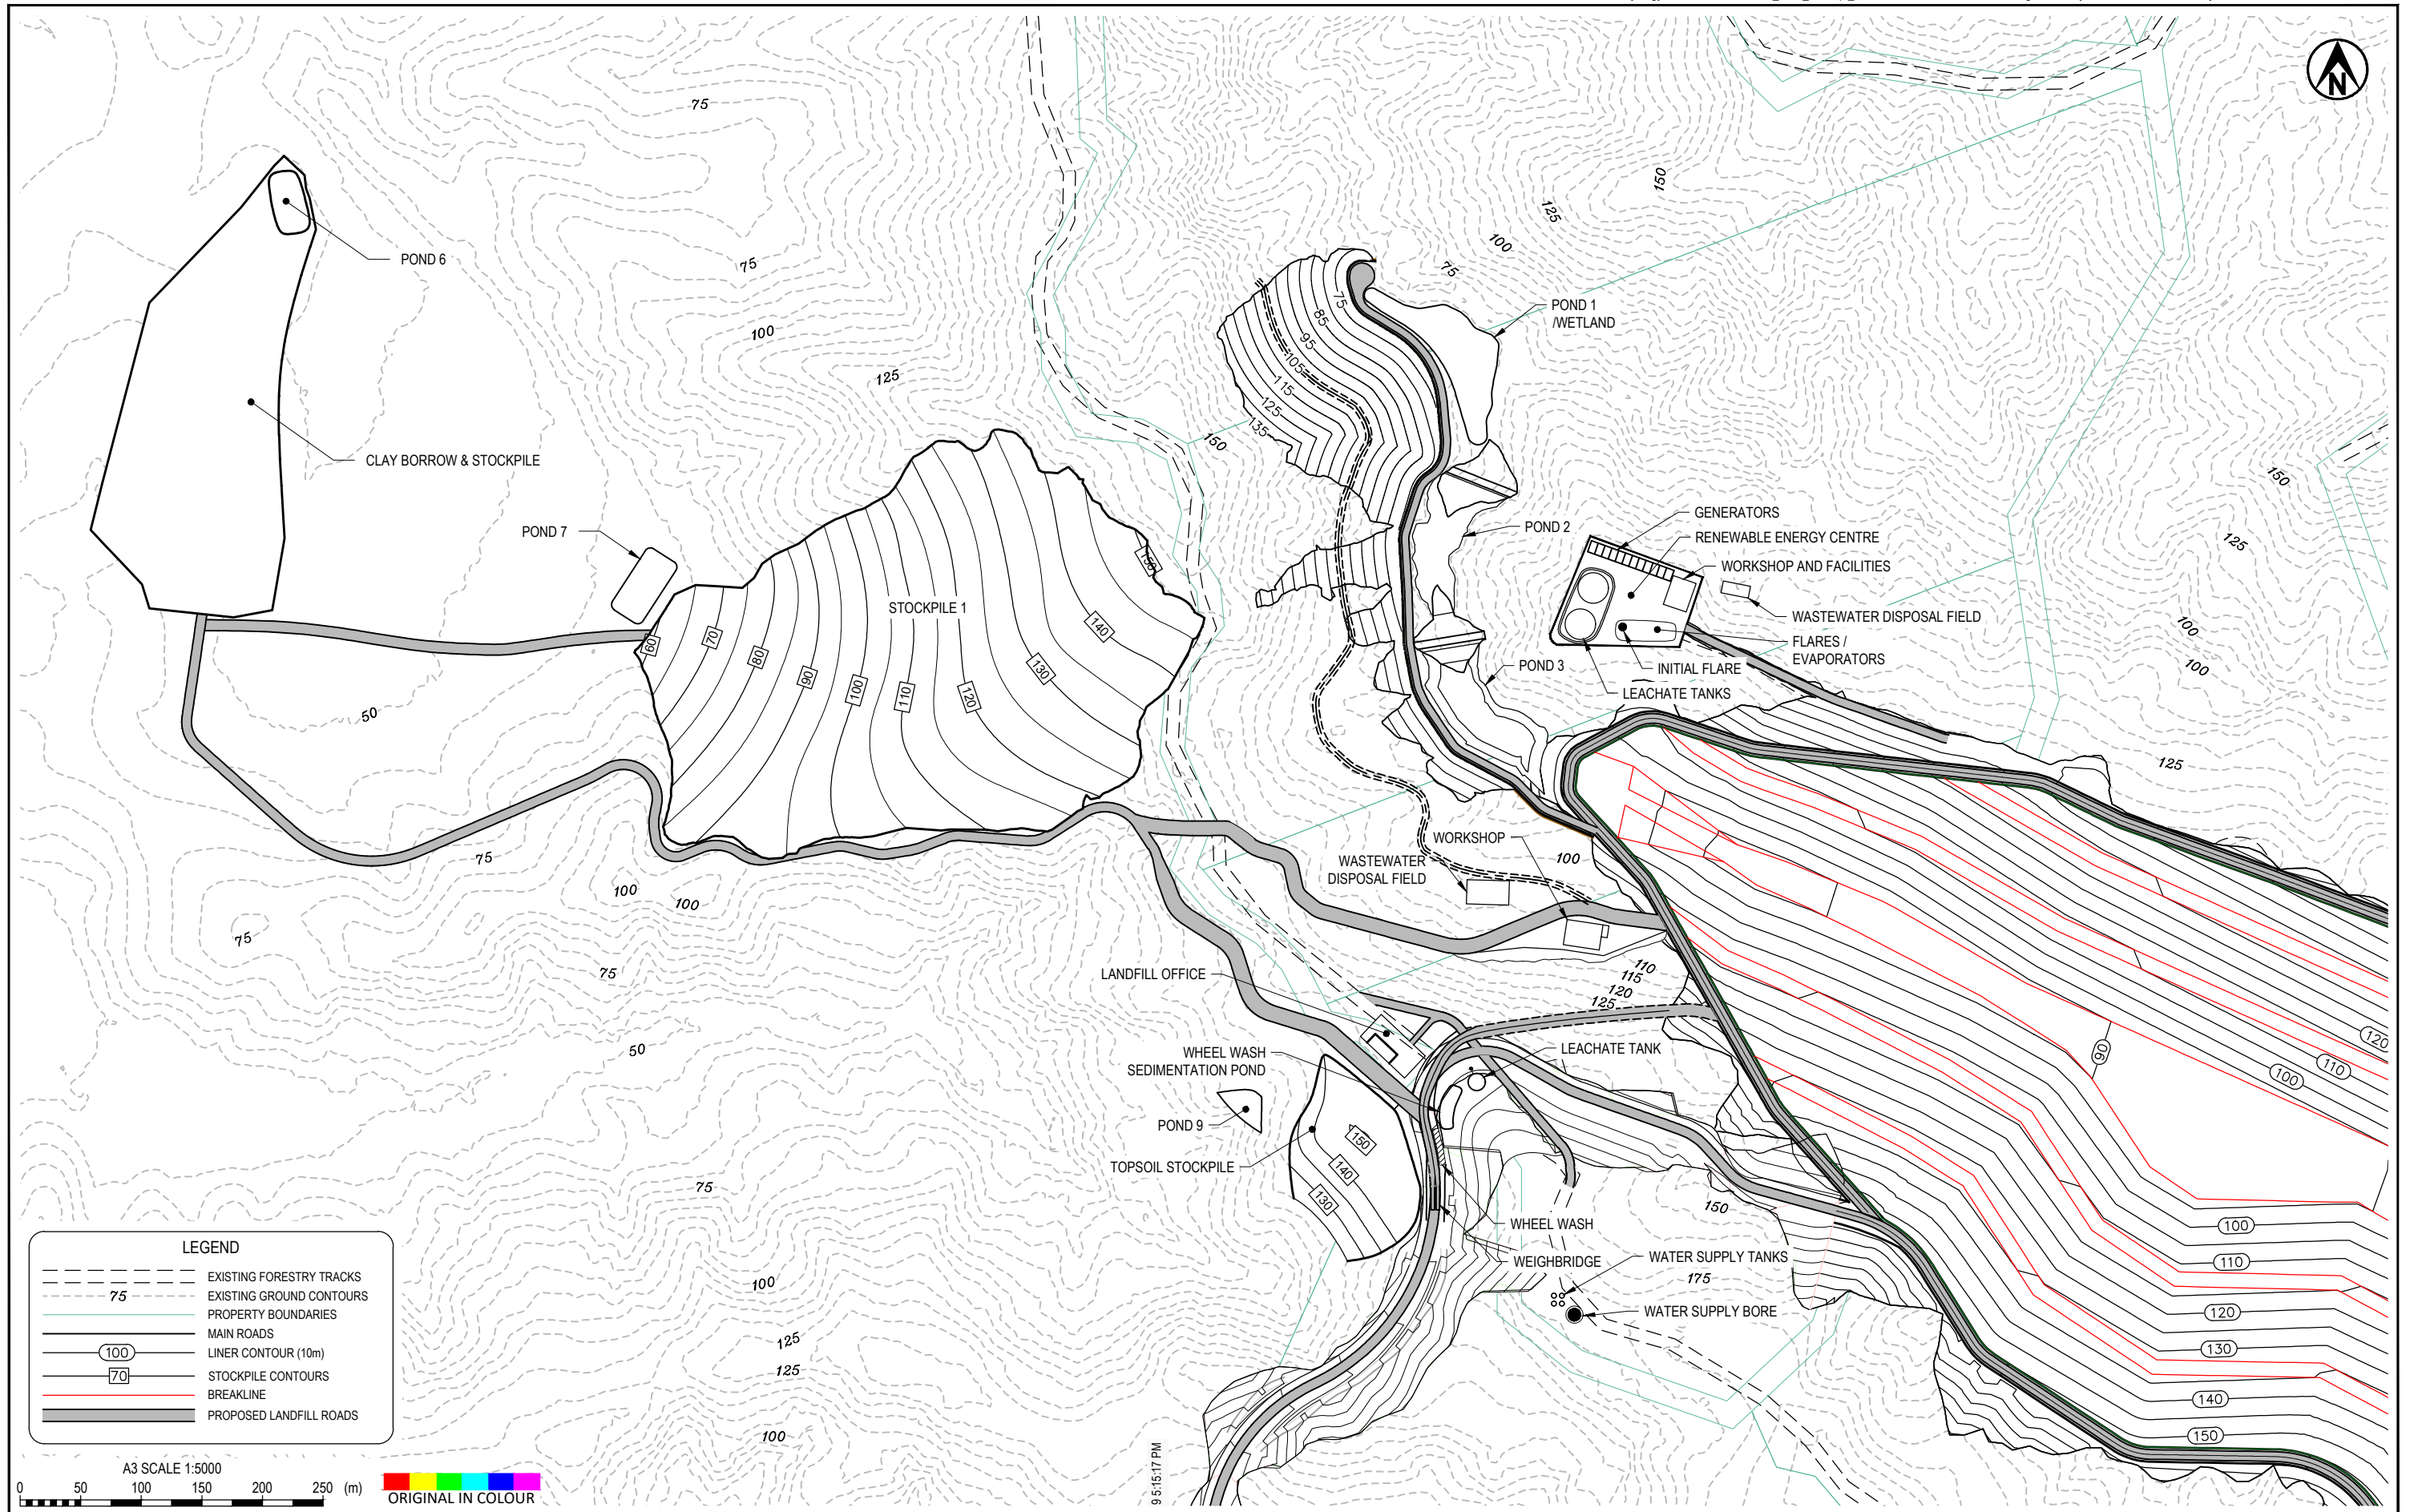 75
N
150
125
100
75
POND 6
75
100
125
POND 1
/WETLAND
75
85
95
105
115
125
135
150
CLAY BORROW & STOCKPILE
150
POND 7
POND 2
GENERATORS
RENEWABLE ENERGY CENTRE
WORKSHOP AND FACILITIES
125
WASTEWATER DISPOSAL FIELD
FLARES /
EVAPORATORS
INITIAL FLARE
LEACHATE TANKS
POND 3
100
100
125
STOCKPILE 1
150
140
130
120
110
100
90
80
70
60
50
75
100
100
75
75
50
WORKSHOP
WASTEWATER
DISPOSAL FIELD
100
LANDFILL OFFICE
110
115
120
125
WHEEL WASH
SEDIMENTATION POND
LEACHATE TANK
POND 9
TOPSOIL STOCKPILE
150
140
130
90
120
110
100
75
150
WHEEL WASH
WEIGHBRIDGE
WATER SUPPLY TANKS
175
WATER SUPPLY BORE
100
110
120
130
140
150
100
125
125
100
LEGEND
EXISTING FORESTRY TRACKS
75 EXISTING GROUND CONTOURS
PROPERTY BOUNDARIES
MAIN ROADS
100 LINER CONTOUR (10m)
70 STOCKPILE CONTOURS
BREAKLINE
PROPOSED LANDFILL ROADS
A3 SCALE 1:5000
0 50 100 150 200 250 (m)
ORIGINAL IN COLOUR
9 5:15:17 PM